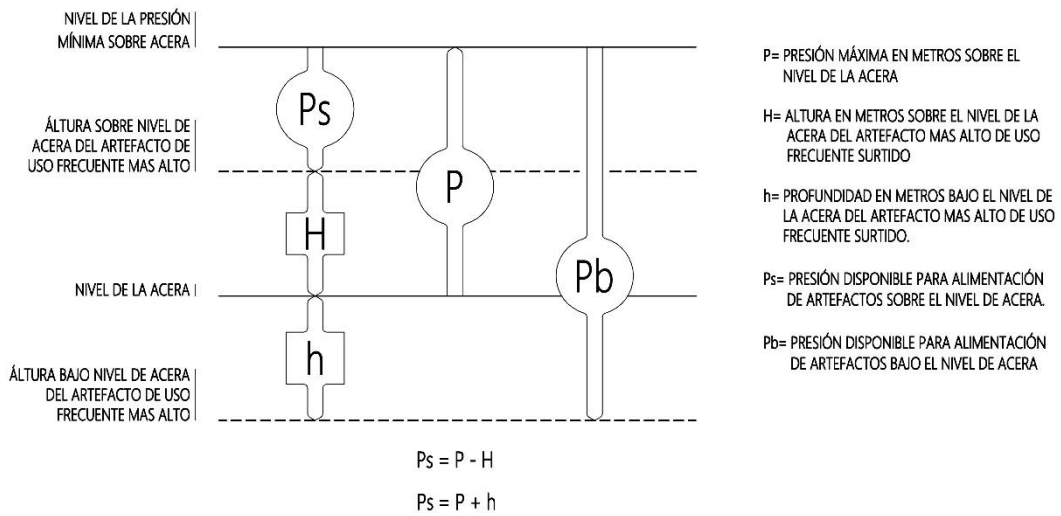 NIVEL DE LA PRESIÓN
MÍNIMA SOBRE ACERA
ÁLTURA SOBRE NIVEL DE
ACERA DEL ARTEFACTO DE
USO FRECUENTE MAS ALTO
NIVEL DE LA ACERA
ÁLTURA BAJO NIVEL DE ACERA
DEL ARTEFACTO DE USO
FRECUENTE MAS ALTO
Ps
H
h
P
Pb
P= PRESIÓN MÁXIMA EN METROS SOBRE EL
NIVEL DE LA ACERA
H= ALTURA EN METROS SOBRE EL NIVEL DE LA
ACERA DEL ARTEFACTO MAS ALTO DE USO
FRECUENTE SURTIDO
h= PROFUNDIDAD EN METROS BAJO EL NIVEL DE
LA ACERA DEL ARTEFACTO MAS ALTO DE USO
FRECUENTE SURTIDO.
Ps= PRESIÓN DISPONIBLE PARA ALIMENTACIÓN
DE ARTEFACTOS SOBRE EL NIVEL DE ACERA.
Pb= PRESIÓN DISPONIBLE PARA ALIMENTACIÓN
DE ARTEFACTOS BAJO EL NIVEL DE ACERA
Ps = P - H
Ps = P + h